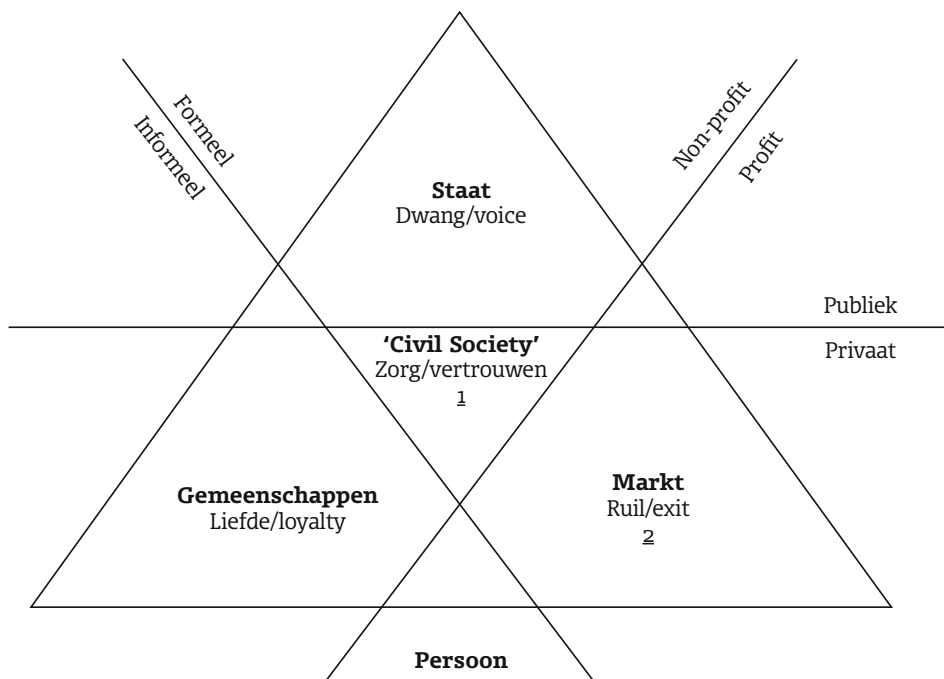 Formeel
Informeel
Non-profit
Profit
Staat
Dwang/voice
Publiek
Privaat
'Civil Society'
Zorg/vertrouwen
1
Gemeenschappen
Liefde/loyalty
Markt
Ruil/exit
2
Persoon